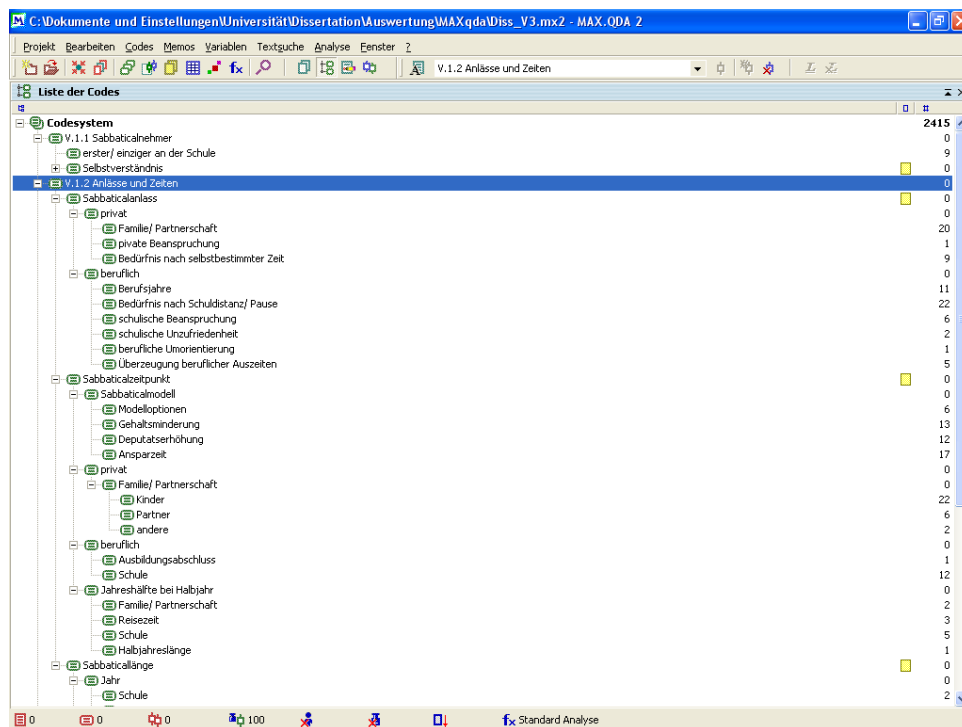 C:\Dokumente und Einstellungen\Universität\Dissertation\Auswertung\MAXqda\Diss_V3.mx2 - MAX.QDA 2
Projekt Bearbeiten Codes Memos Variablen Textsuche Analyse Fenster ?
fx V.1.2 Anlässe und Zeiten
Liste der Codes
#
Codesystem 2415
V.1.1 Sabbaticalnehmer 0
erster/ einziger an der Schule 9
Selbstverständnis 0
V.1.2 Anlässe und Zeiten 0
Sabbaticalanlass 0
privat 0
Familie/ Partnerschaft 20
pivate Beanspruchung 1
Bedürfnis nach selbstbestimmter Zeit 9
beruflich 0
Berufsjahre 11
Bedürfnis nach Schuldistanz/ Pause 22
schulische Beanspruchung 6
schulische Unzufriedenheit 2
berufliche Umorientierung 1
Überzeugung beruflicher Auszeiten 5
Sabbaticalzeitpunkt 0
Sabbaticalmodell 0
Modelloptionen 6
Gehaltsminderung 13
Deputatserhöhung 12
Ansparzeit 17
privat 0
Familie/ Partnerschaft 0
Kinder 22
Partner 6
andere 2
beruflich 0
Ausbildungsabschluss 1
Schule 12
Jahreshälfte bei Halbjahr 0
Familie/ Partnerschaft 2
Reisezeit 3
Schule 5
Halbjahreslänge 1
Sabbaticallänge 0
Jahr 0
Schule 2
0 0 0 100 fx Standard Analyse